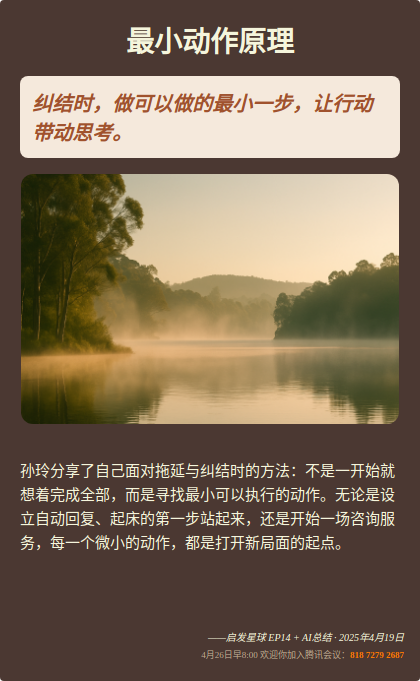 最小动作原理
纠结时，做可以做的最小一步，让行动
带动思考。
孙玲分享了自己面对拖延与纠结时的方法：不是一开始就
想着完成全部，而是寻找最小可以执行的动作。无论是设
立自动回复、起床的第一步站起来，还是开始一场咨询服
务，每一个微小的动作，都是打开新局面的起点。
——启发星球 EP14 + AI总结 · 2025年4月19日
4月26日早8:00 欢迎你加入腾讯会议：818 7279 2687